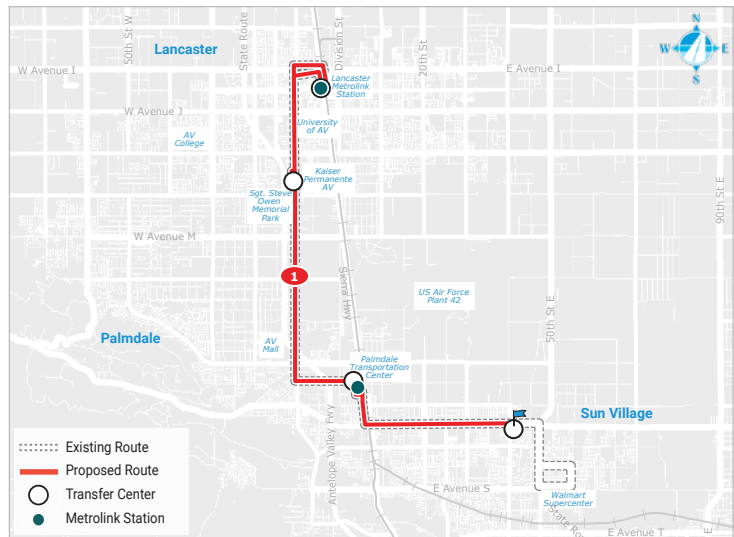 N
W
E
S
Lancaster
50th St W
State Route
Division St
20th St
W Avenue I
E Avenue I
Lancaster
Metrolink
Station
W Avenue J
University
of AV
AV
College
Kaiser
Permanente
AV
Sgt. Steve
Owen
Memorial
Park
90th St E
W Avenue M
1
Sierra Hwy
US Air Force
Plant 42
50th St E
Palmdale
AV
Mall
Palmdale
Transportation
Center
Sun Village
Antelope Valley Fwy
Existing Route
Proposed Route
Transfer Center
Metrolink Station
E Avenue S
Walmart
Supercenter
State Ro
E Avenue T
E